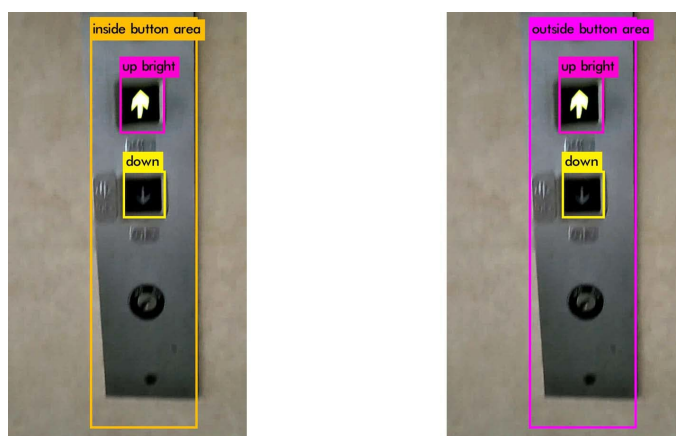 inside button area
up bright
down
outside button area
up bright
down